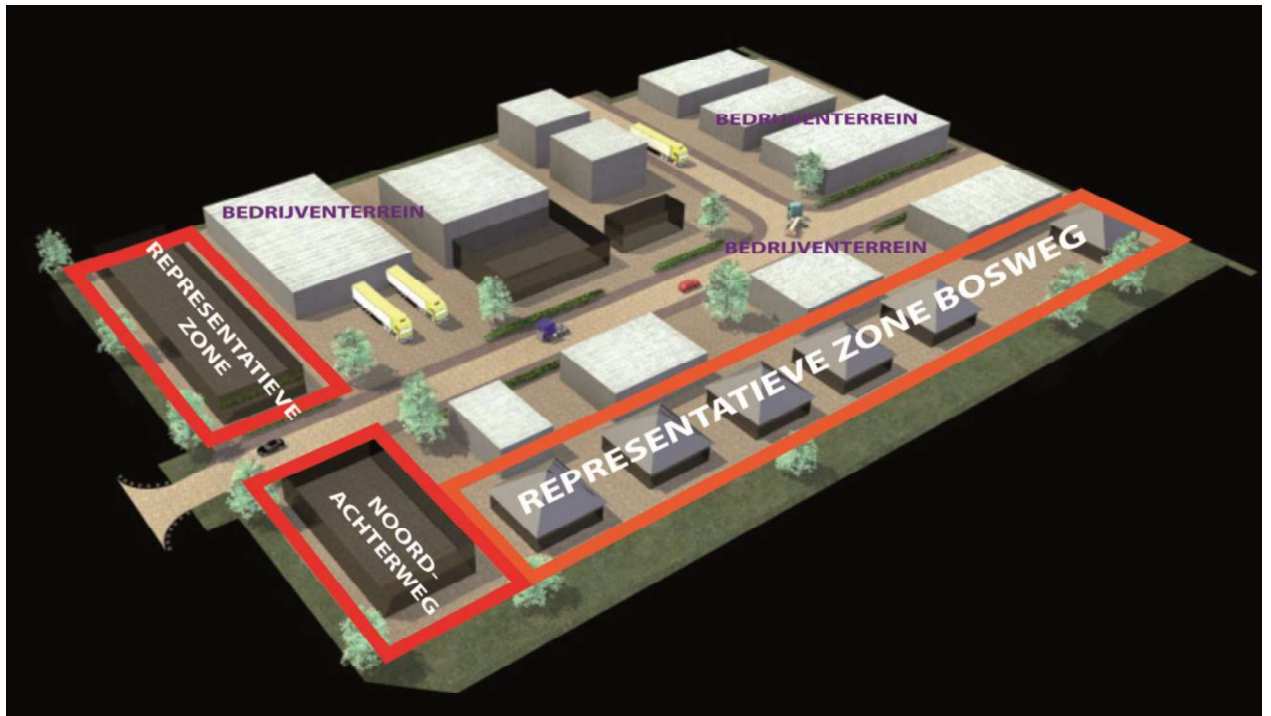 BEDRIJVENTERREIN
BEDRIJVENTERREIN
BEDRIJVENTERREIN
REPRESENTATIEVE
ZONE
REPRESENTATIEVE ZONE BOSWEG
NOORD-
ACHTERWEG